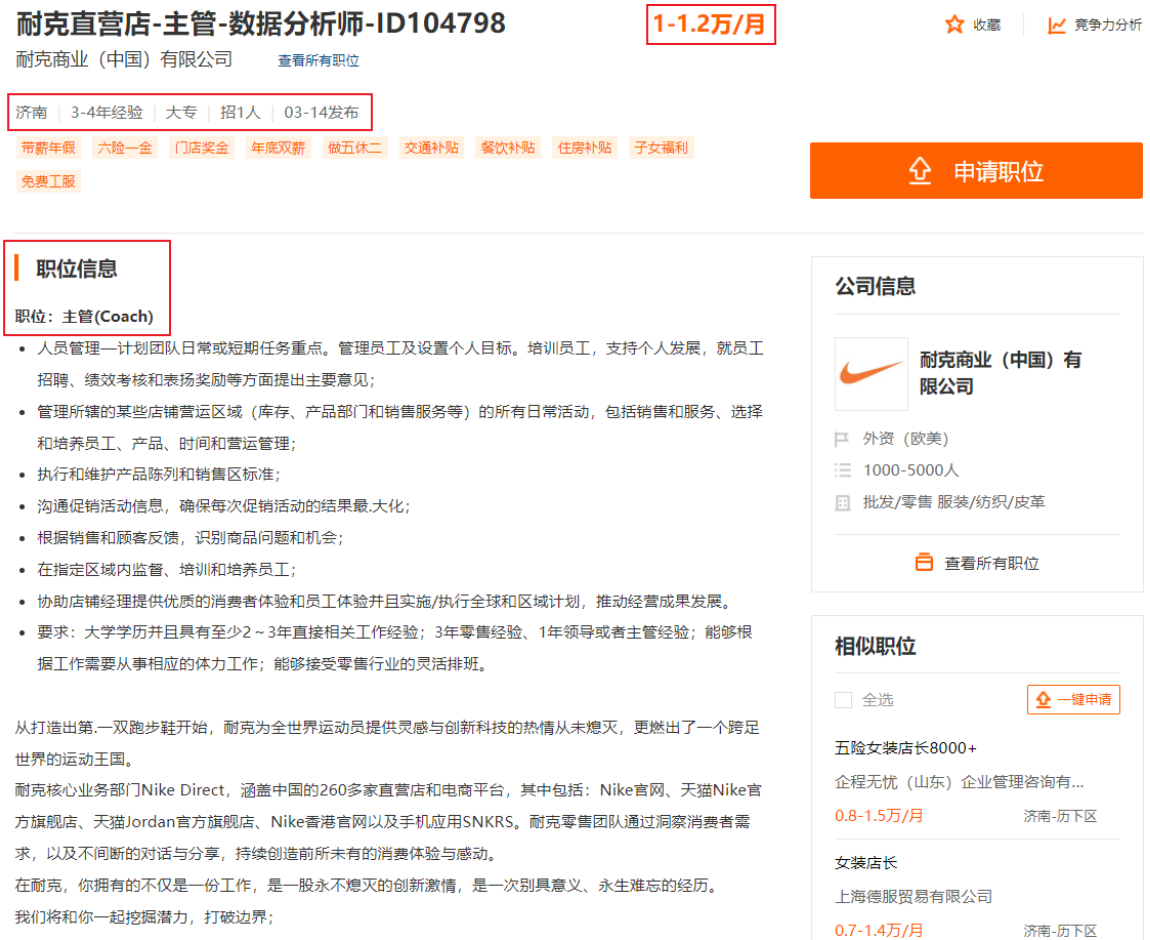 耐克直营店-主管-数据分析师-ID104798
1-1.2万/月
收藏
竞争力分析
耐克商业（中国）有限公司
查看所有职位
济南 | 3-4年经验 | 大专 | 招1人 | 03-14发布
带薪年假 六险一金 门店奖金 年底双薪 做五休二 交通补贴 餐饮补贴 住房补贴 子女福利
免费工服
申请职位
职位信息
职位：主管(Coach)
• 人员管理—计划团队日常或短期任务重点。管理员工及设置个人目标。培训员工，支持个人发展，就员工
招聘、绩效考核和表扬奖励等方面提出主要意见；
• 管理所辖的某些店铺营运区域（库存、产品部门和销售服务等）的所有日常活动，包括销售和服务、选择
和培养员工、产品、时间和营运管理；
• 执行和维护产品陈列和销售区标准；
• 沟通促销活动信息，确保每次促销活动的结果最.大化；
• 根据销售和顾客反馈，识别商品问题和机会；
• 在指定区域内监督、培训和培养员工；
• 协助店铺经理提供优质的消费者体验和员工体验并且实施/执行全球和区域计划，推动经营成果发展。
• 要求：大学学历并且具有至少2～3年直接相关工作经验；3年零售经验、1年领导或者主管经验；能够根
据工作需要从事相应的体力工作；能够接受零售行业的灵活排班。
从打造出第.一双跑步鞋开始，耐克为全世界运动员提供灵感与创新科技的热情从未熄灭，更燃出了一个跨足
世界的运动王国。
耐克核心业务部门Nike Direct，涵盖中国的260多家直营店和电商平台，其中包括：Nike官网、天猫Nike官
方旗舰店、天猫Jordan官方旗舰店、Nike香港官网以及手机应用SNKRS。耐克零售团队通过洞察消费者需
求，以及不间断的对话与分享，持续创造前所未有的消费体验与感动。
在耐克，你拥有的不仅是一份工作，是一股永不熄灭的创新激情，是一次别具意义、永生难忘的经历。
我们将和你一起挖掘潜力，打破边界；
公司信息
耐克商业（中国）有
限公司
外资（欧美）
1000-5000人
批发/零售 服装/纺织/皮革
查看所有职位
相似职位
全选
一键申请
五险女装店长8000+
企程无忧（山东）企业管理咨询有...
0.8-1.5万/月 济南-历下区
女装店长
上海德服贸易有限公司
0.7-1.4万/月 济南-历下区